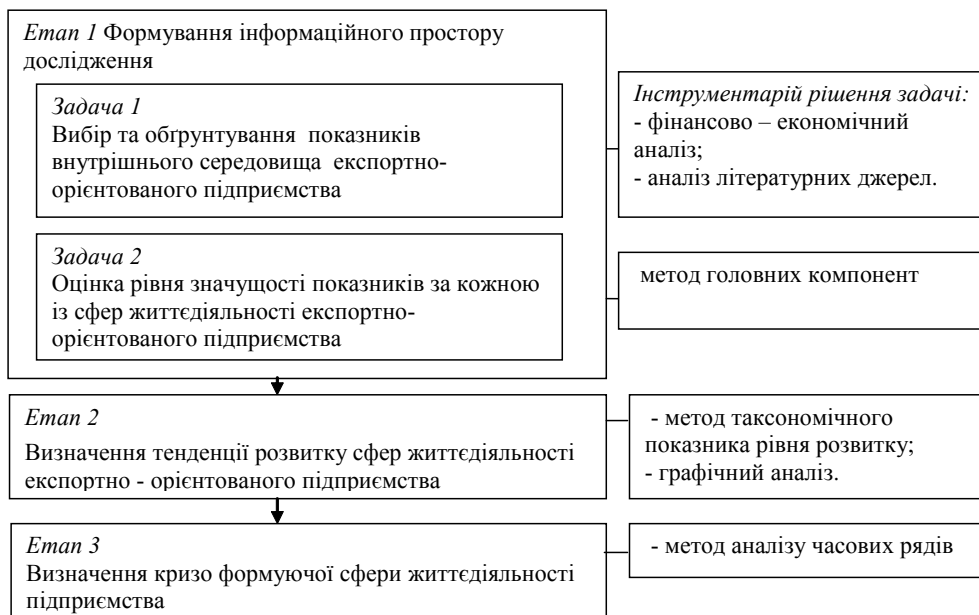 Етап 1 Формування інформаційного простору
дослідження
Задача 1
Вибір та обґрунтування показників
внутрішнього середовища експортно-
орієнтованого підприємства
Інструментарій рішення задачі:
- фінансово – економічний
аналіз;
- аналіз літературних джерел.
Задача 2
Оцінка рівня значущості показників за кожною
із сфер життєдіяльності експортно-
орієнтованого підприємства
метод головних компонент
Етап 2
Визначення тенденції розвитку сфер життєдіяльності
експортно - орієнтованого підприємства
- метод таксономічного
показника рівня розвитку;
- графічний аналіз.
Етап 3
Визначення кризо формуючої сфери життєдіяльності
підприємства
- метод аналізу часових рядів